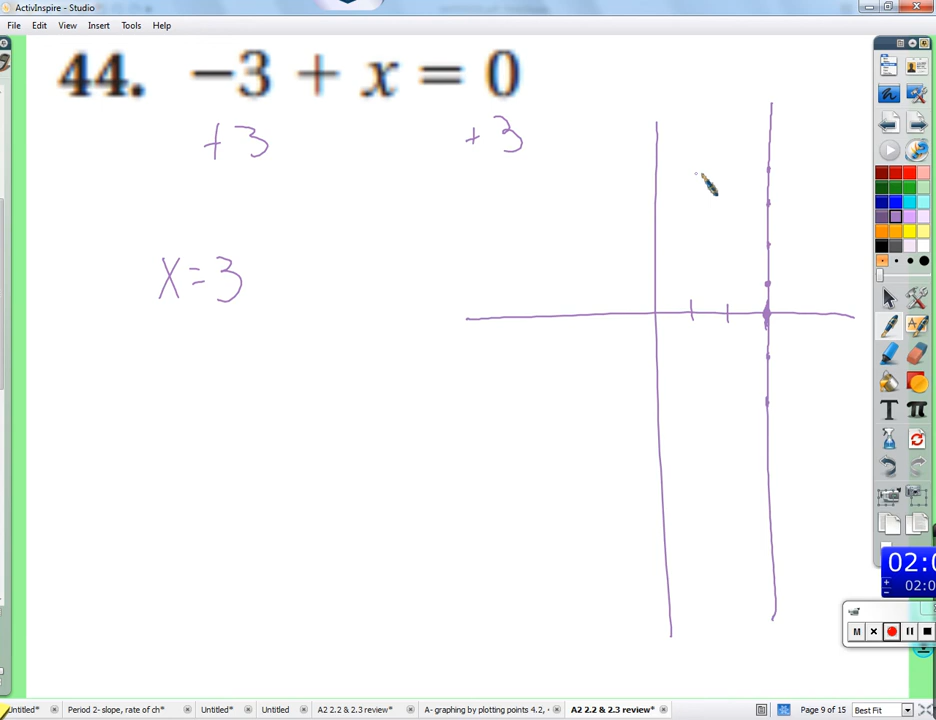 ActivInspire - Studio
File Edit View Insert Tools Help
44. −3 + x = 0
+3 +3
x = 3
02:
02:
M
Untitled* Period 2- slope, rate of ch* Untitled* Untitled A2 2.2 & 2.3 review* A- graphing by plotting points 4.2, A2 2.2 & 2.3 review* Page 9 of 15 Best Fit